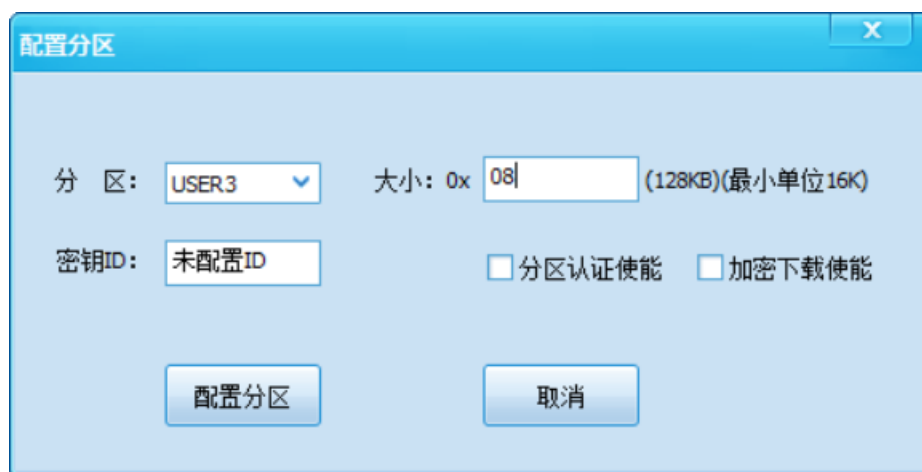 配置分区
X
分 区： USER3 大小：0x 08 (128KB)(最小单位16K)
密钥ID： 未配置ID 分区认证使能 加密下载使能
配置分区 取消